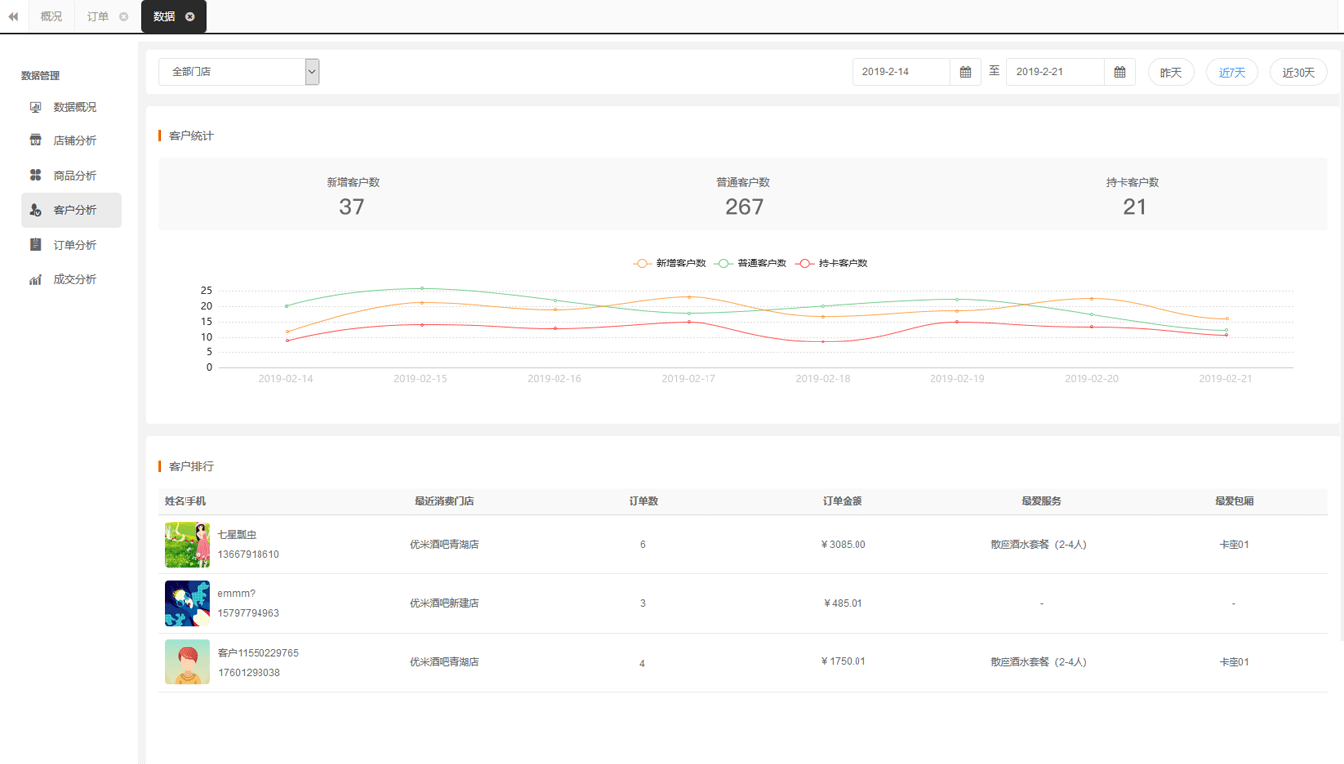 概况 订单 数据
数据管理
数据概况
店铺分析
商品分析
客户分析
订单分析
成交分析
全部门店 2019-2-14 至 2019-2-21 昨天 近7天 近30天
客户统计
新增客户数 普通客户数 持卡客户数
37 267 21
新增客户数 普通客户数 持卡客户数
25
20
15
10
5
0
2019-02-14 2019-02-15 2019-02-16 2019-02-17 2019-02-18 2019-02-19 2019-02-20 2019-02-21
客户排行
姓名/手机 最近消费门店 订单数 订单金额 最爱服务 最爱包厢
七星瓢虫
13667918610 优米酒吧青湖店 6 ¥3085.00 散座酒水套餐（2-4人） 卡座01
emmm?
15797794963 优米酒吧新建店 3 ¥485.01 - -
客户11550229765
17601293038 优米酒吧青湖店 4 ¥1750.01 散座酒水套餐（2-4人） 卡座01